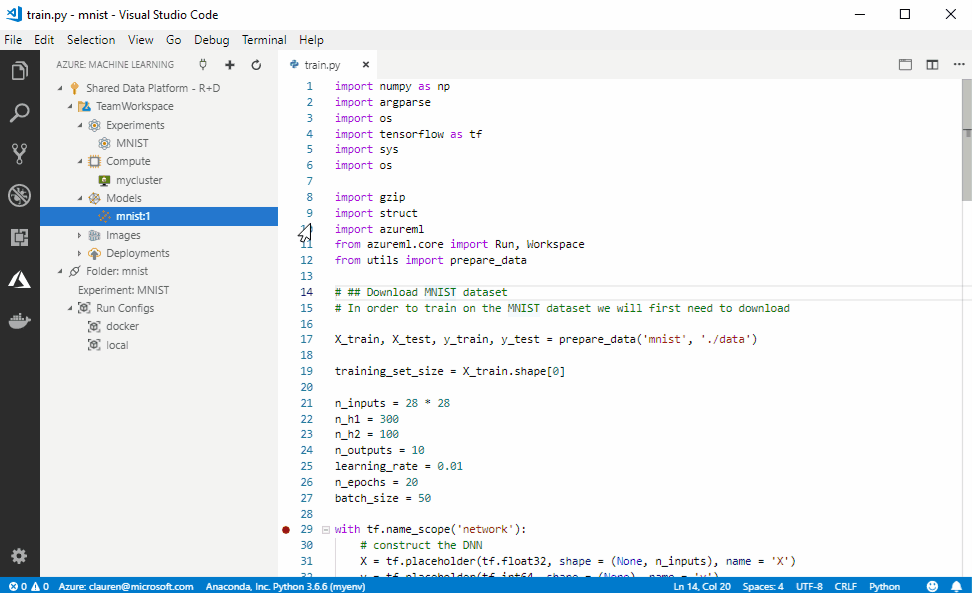 train.py - mnist - Visual Studio Code
File Edit Selection View Go Debug Terminal Help
AZURE: MACHINE LEARNING
Shared Data Platform - R+D
TeamWorkspace
Experiments
MNIST
Compute
mycluster
Models
mnist:1
Images
Deployments
Folder: mnist
Experiment: MNIST
Run Configs
docker
local
train.py
1 import numpy as np
2 import argparse
3 import os
4 import tensorflow as tf
5 import sys
6 import os
7
8 import gzip
9 import struct
10 import azureml
11 from azureml.core import Run, Workspace
12 from utils import prepare_data
13
14 # ## Download MNIST dataset
15 # In order to train on the MNIST dataset we will first need to download
16
17 X_train, X_test, y_train, y_test = prepare_data('mnist', './data')
18
19 training_set_size = X_train.shape[0]
20
21 n_inputs = 28 * 28
22 n_h1 = 300
23 n_h2 = 100
24 n_outputs = 10
25 learning_rate = 0.01
26 n_epochs = 20
27 batch_size = 50
28
29 with tf.name_scope('network'):
30 # construct the DNN
31 X = tf.placeholder(tf.float32, shape = (None, n_inputs), name = 'X')
32 y = tf.placeholder(tf.int64, shape = (None), name = 'y')
0 0 Azure: clauren@microsoft.com Anaconda, Inc. Python 3.6.6 (myenv) Ln 14, Col 20 Spaces: 4 UTF-8 CRLF Python